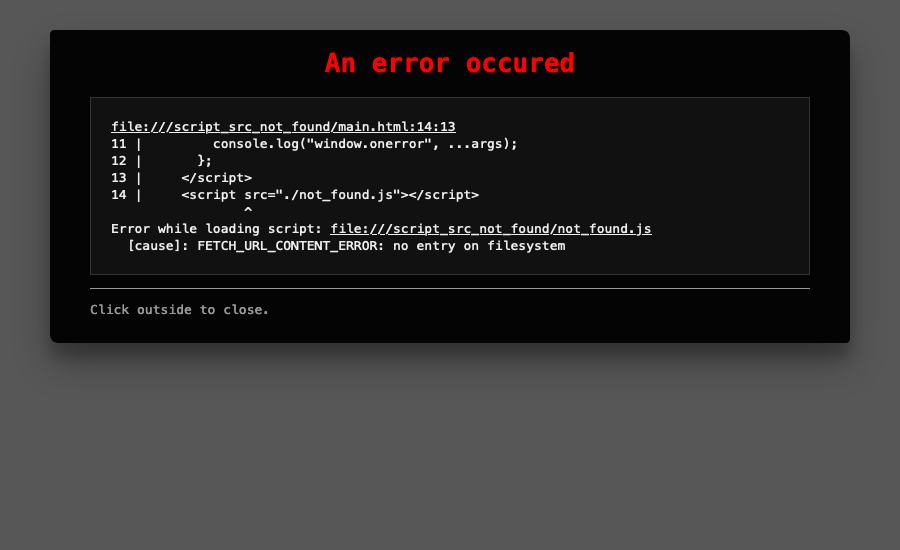 An error occured
file:///script_src_not_found/main.html:14:13
11 |         console.log("window.onerror", ...args);
12 |       };
13 |     </script>
14 |     <script src="./not_found.js"></script>
                 ^
Error while loading script: file:///script_src_not_found/not_found.js
  [cause]: FETCH_URL_CONTENT_ERROR: no entry on filesystem
Click outside to close.